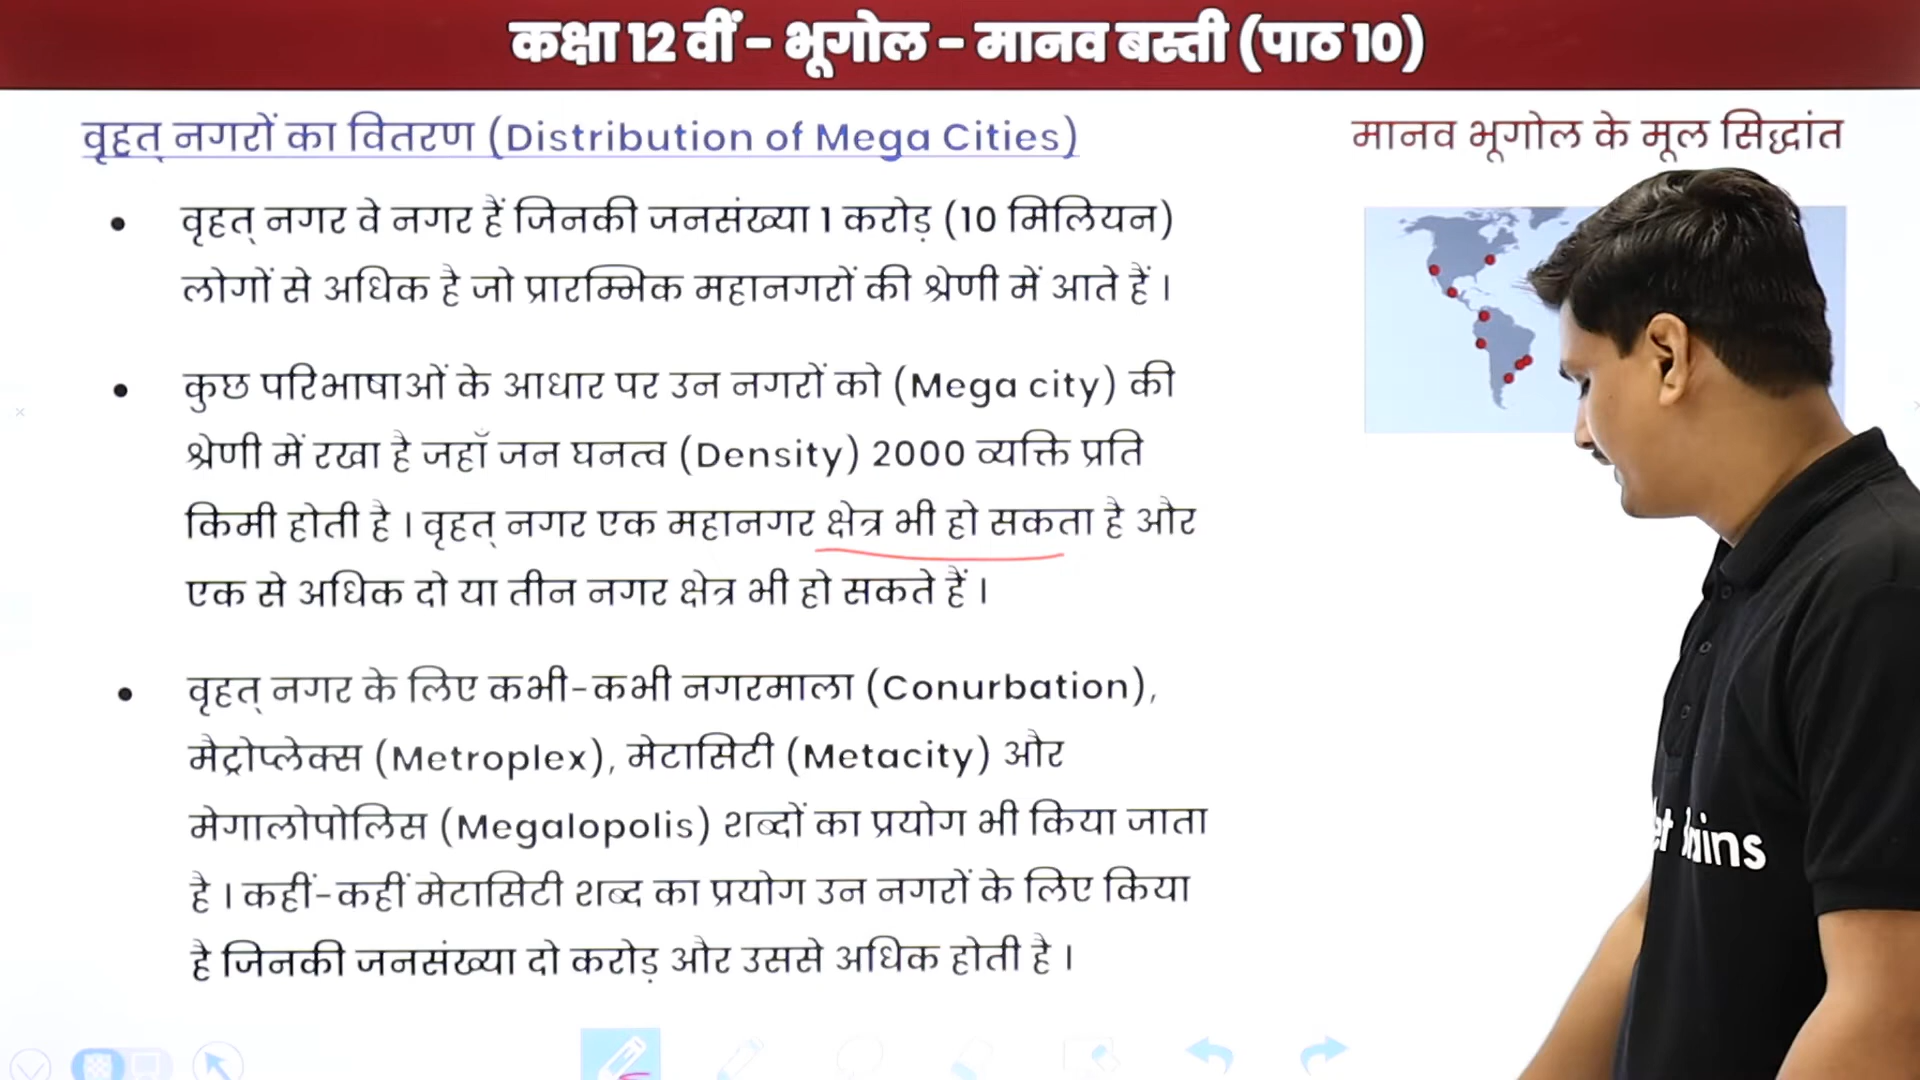 कक्षा 12 वीं - भूगोल - मानव बस्ती (पाठ 10)
वृहत् नगरों का वितरण (Distribution of Mega Cities)
मानव भूगोल के मूल सिद्धांत
• वृहत् नगर वे नगर हैं जिनकी जनसंख्या 1 करोड़ (10 मिलियन)
लोगों से अधिक है जो प्रारम्भिक महानगरों की श्रेणी में आते हैं ।
• कुछ परिभाषाओं के आधार पर उन नगरों को (Mega city) की
श्रेणी में रखा है जहाँ जन घनत्व (Density) 2000 व्यक्ति प्रति
किमी होती है । वृहत् नगर एक महानगर क्षेत्र भी हो सकता है और
एक से अधिक दो या तीन नगर क्षेत्र भी हो सकते हैं ।
• वृहत् नगर के लिए कभी-कभी नगरमाला (Conurbation),
मैट्रोप्लेक्स (Metroplex), मेटासिटी (Metacity) और
मेगालोपोलिस (Megalopolis) शब्दों का प्रयोग भी किया जाता
है । कहीं-कहीं मेटासिटी शब्द का प्रयोग उन नगरों के लिए किया
है जिनकी जनसंख्या दो करोड़ और उससे अधिक होती है ।